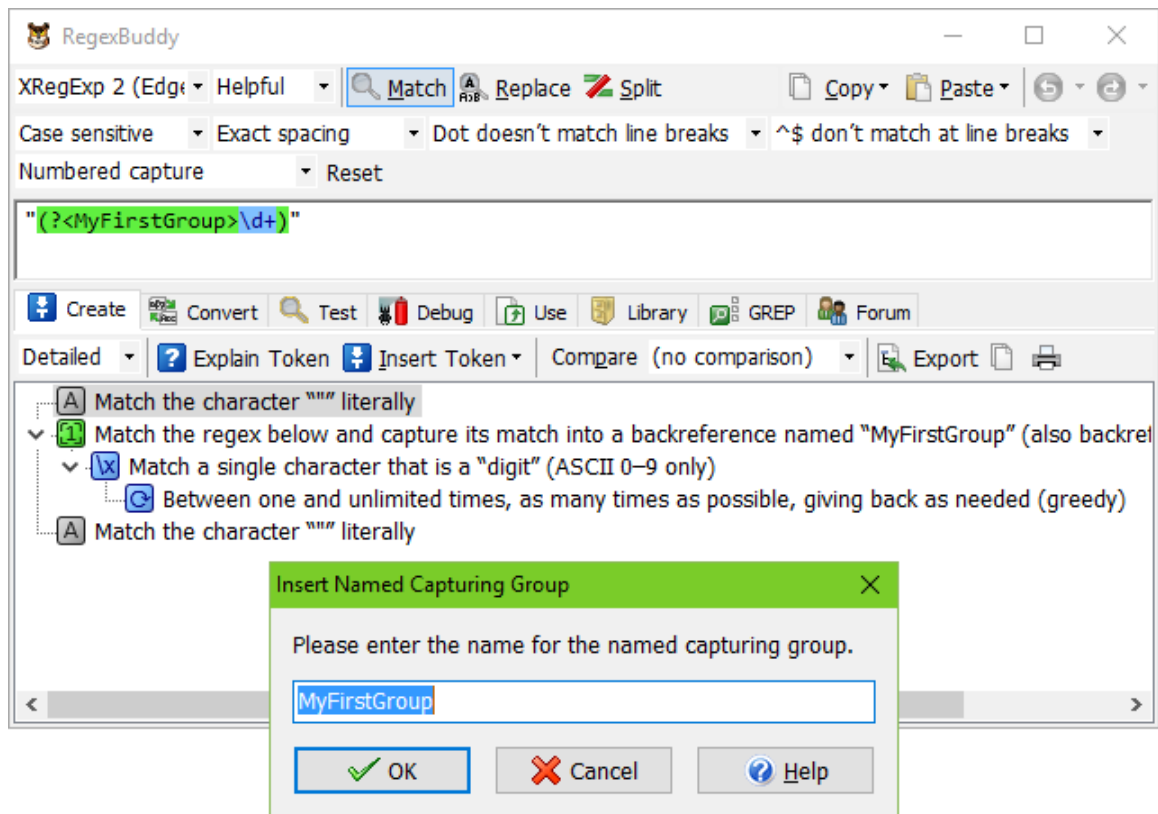 RegexBuddy
XRegExp 2 (Edge Helpful Match Replace Split Copy Paste
Case sensitive Exact spacing Dot doesn’t match line breaks ^$ don’t match at line breaks
Numbered capture Reset
"(?<MyFirstGroup>\d+)"
Create Convert Test Debug Use Library GREP Forum
Detailed Explain Token Insert Token Compare (no comparison) Export
A Match the character “"” literally
[1] Match the regex below and capture its match into a backreference named “MyFirstGroup” (also backref
\x Match a single character that is a “digit” (ASCII 0–9 only)
Between one and unlimited times, as many times as possible, giving back as needed (greedy)
A Match the character “"” literally
Insert Named Capturing Group
Please enter the name for the named capturing group.
MyFirstGroup
OK Cancel Help